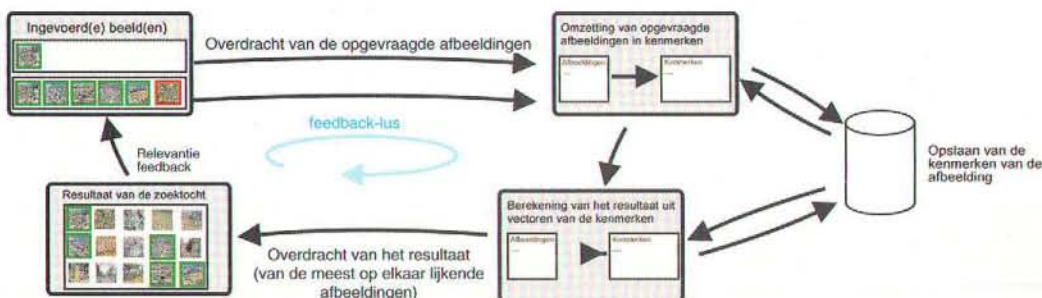 Ingevoerd(e) beeld(en)
Overdracht van de opgevraagde afbeeldingen
Omzetting van opgevraagde
afbeeldingen in kenmerken
Afbeeldingen
...
Kenmerken
...
feedback-lus
Relevantie
feedback
Opslaan van de
kenmerken van de
afbeelding
Resultaat van de zoektocht
Berekening van het resultaat uit
vectoren van de kenmerken
Afbeeldingen
...
Kenmerken
...
Overdracht van het resultaat
(van de meest op elkaar lijkende
afbeeldingen)